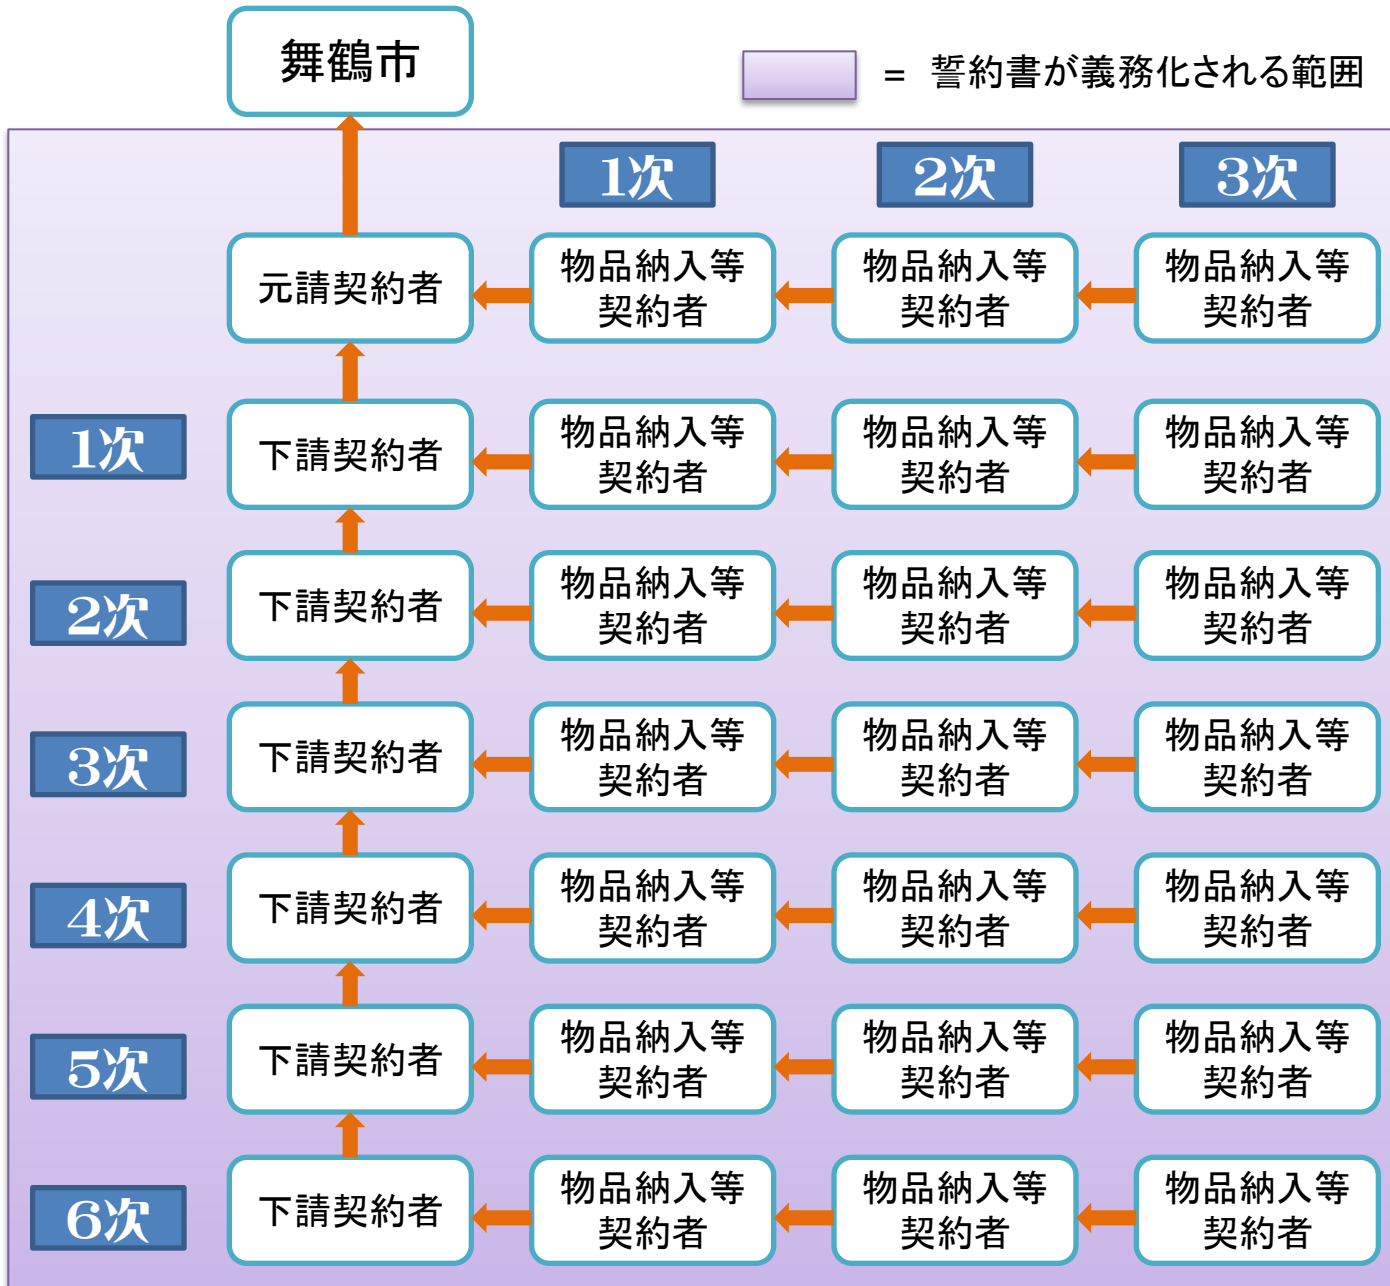 舞鶴市
= 誓約書が義務化される範囲
1次 2次 3次
元請契約者
物品納入等
契約者
物品納入等
契約者
物品納入等
契約者
1次
下請契約者
物品納入等
契約者
物品納入等
契約者
物品納入等
契約者
2次
下請契約者
物品納入等
契約者
物品納入等
契約者
物品納入等
契約者
3次
下請契約者
物品納入等
契約者
物品納入等
契約者
物品納入等
契約者
4次
下請契約者
物品納入等
契約者
物品納入等
契約者
物品納入等
契約者
5次
下請契約者
物品納入等
契約者
物品納入等
契約者
物品納入等
契約者
6次
下請契約者
物品納入等
契約者
物品納入等
契約者
物品納入等
契約者